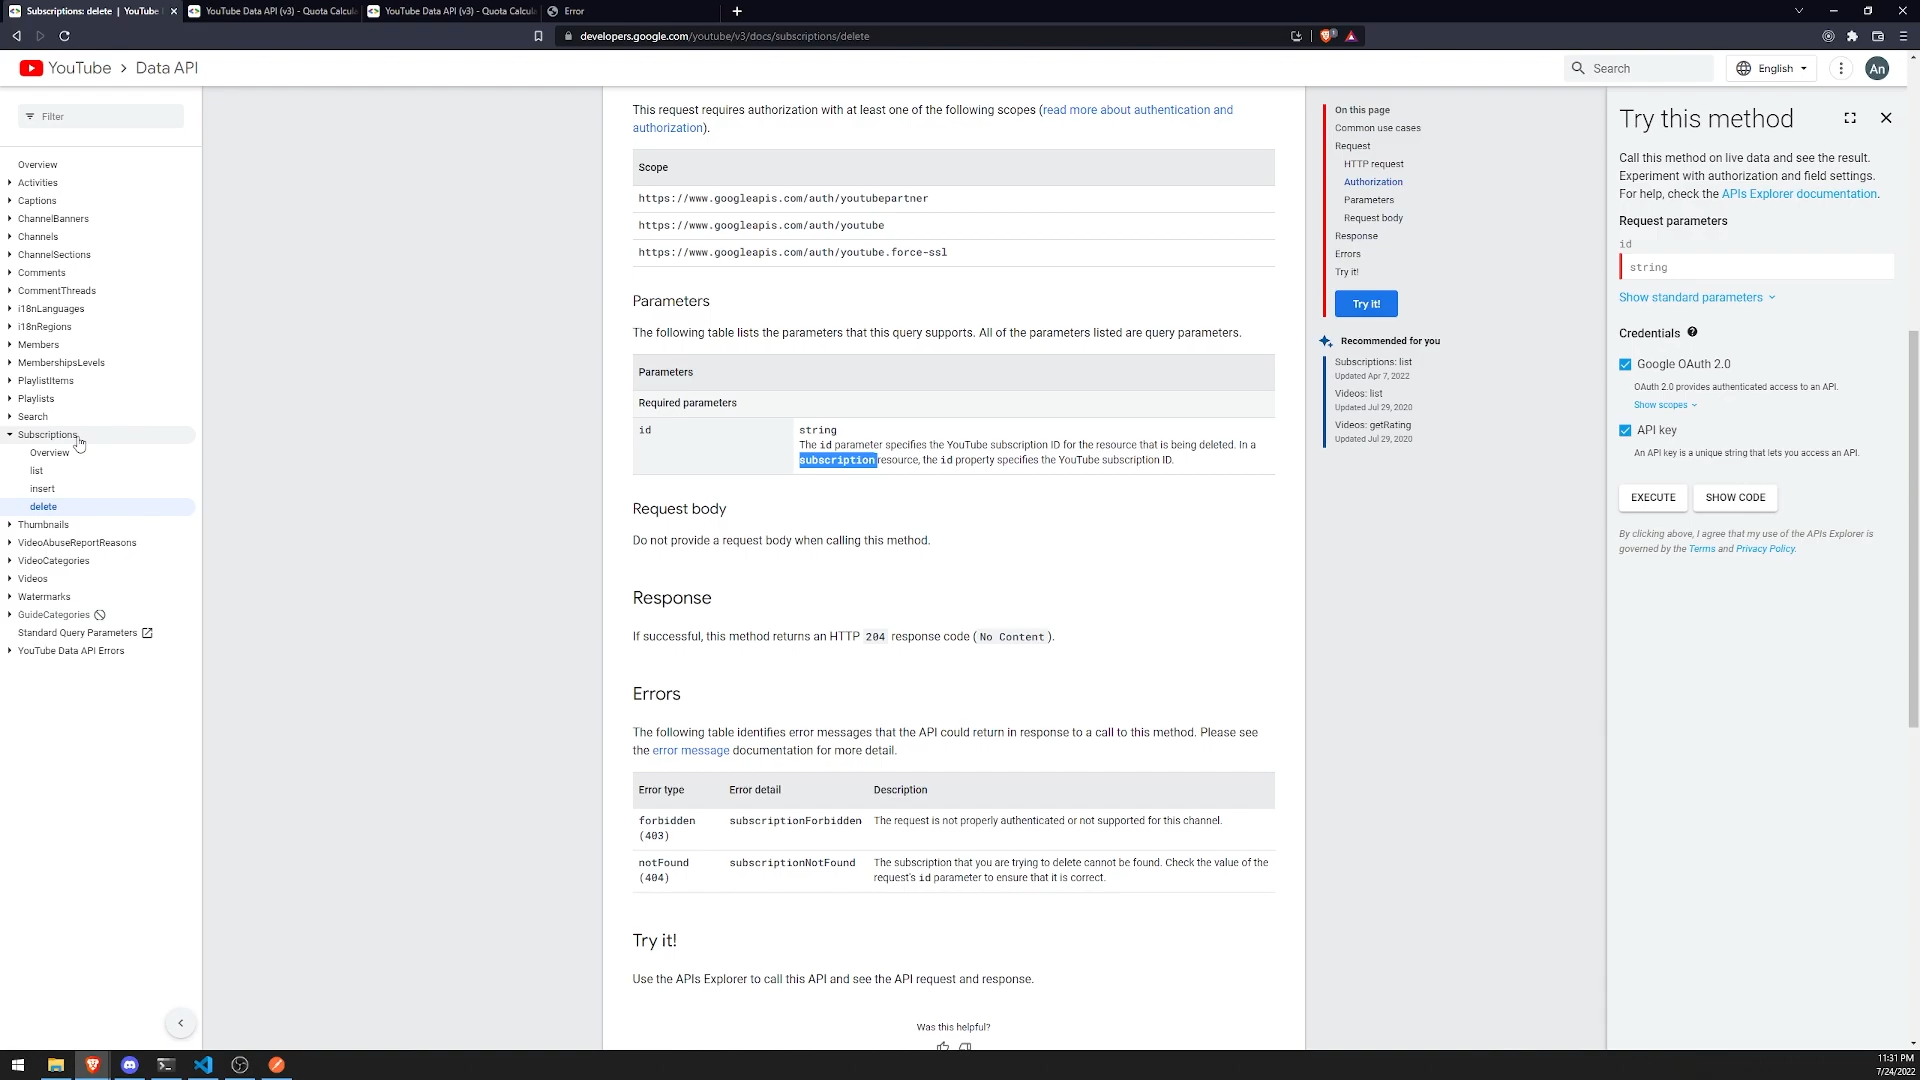 Subscriptions: delete | YouTube
YouTube Data API (v3) - Quota Calcula
YouTube Data API (v3) - Quota Calcula
Error
developers.google.com/youtube/v3/docs/subscriptions/delete
1
YouTube > Data API
Search
English
An
Filter
Overview
Activities
Captions
ChannelBanners
Channels
ChannelSections
Comments
CommentThreads
i18nLanguages
i18nRegions
Members
MembershipsLevels
PlaylistItems
Playlists
Search
Subscriptions
Overview
list
insert
delete
Thumbnails
VideoAbuseReportReasons
VideoCategories
Videos
Watermarks
GuideCategories
Standard Query Parameters
YouTube Data API Errors
This request requires authorization with at least one of the following scopes (read more about authentication and
authorization).
Scope
https://www.googleapis.com/auth/youtubepartner
https://www.googleapis.com/auth/youtube
https://www.googleapis.com/auth/youtube.force-ssl
Parameters
The following table lists the parameters that this query supports. All of the parameters listed are query parameters.
Parameters
Required parameters
id
string
The id parameter specifies the YouTube subscription ID for the resource that is being deleted. In a
subscription resource, the id property specifies the YouTube subscription ID.
Request body
Do not provide a request body when calling this method.
Response
If successful, this method returns an HTTP 204 response code (No Content).
Errors
The following table identifies error messages that the API could return in response to a call to this method. Please see
the error message documentation for more detail.
Error type Error detail Description
forbidden
(403)
subscriptionForbidden
The request is not properly authenticated or not supported for this channel.
notFound
(404)
subscriptionNotFound
The subscription that you are trying to delete cannot be found. Check the value of the
request's id parameter to ensure that it is correct.
Try it!
Use the APIs Explorer to call this API and see the API request and response.
Was this helpful?
On this page
Common use cases
Request
HTTP request
Authorization
Parameters
Request body
Response
Errors
Try it!
Try it!
Recommended for you
Subscriptions: list
Updated Apr 7, 2022
Videos: list
Updated Jul 29, 2020
Videos: getRating
Updated Jul 29, 2020
Try this method
Call this method on live data and see the result.
Experiment with authorization and field settings.
For help, check the APIs Explorer documentation.
Request parameters
id
string
Show standard parameters
Credentials
Google OAuth 2.0
OAuth 2.0 provides authenticated access to an API.
Show scopes
API key
An API key is a unique string that lets you access an API.
EXECUTE
SHOW CODE
By clicking above, I agree that my use of the APIs Explorer is
governed by the Terms and Privacy Policy.
11:31 PM
7/24/2022